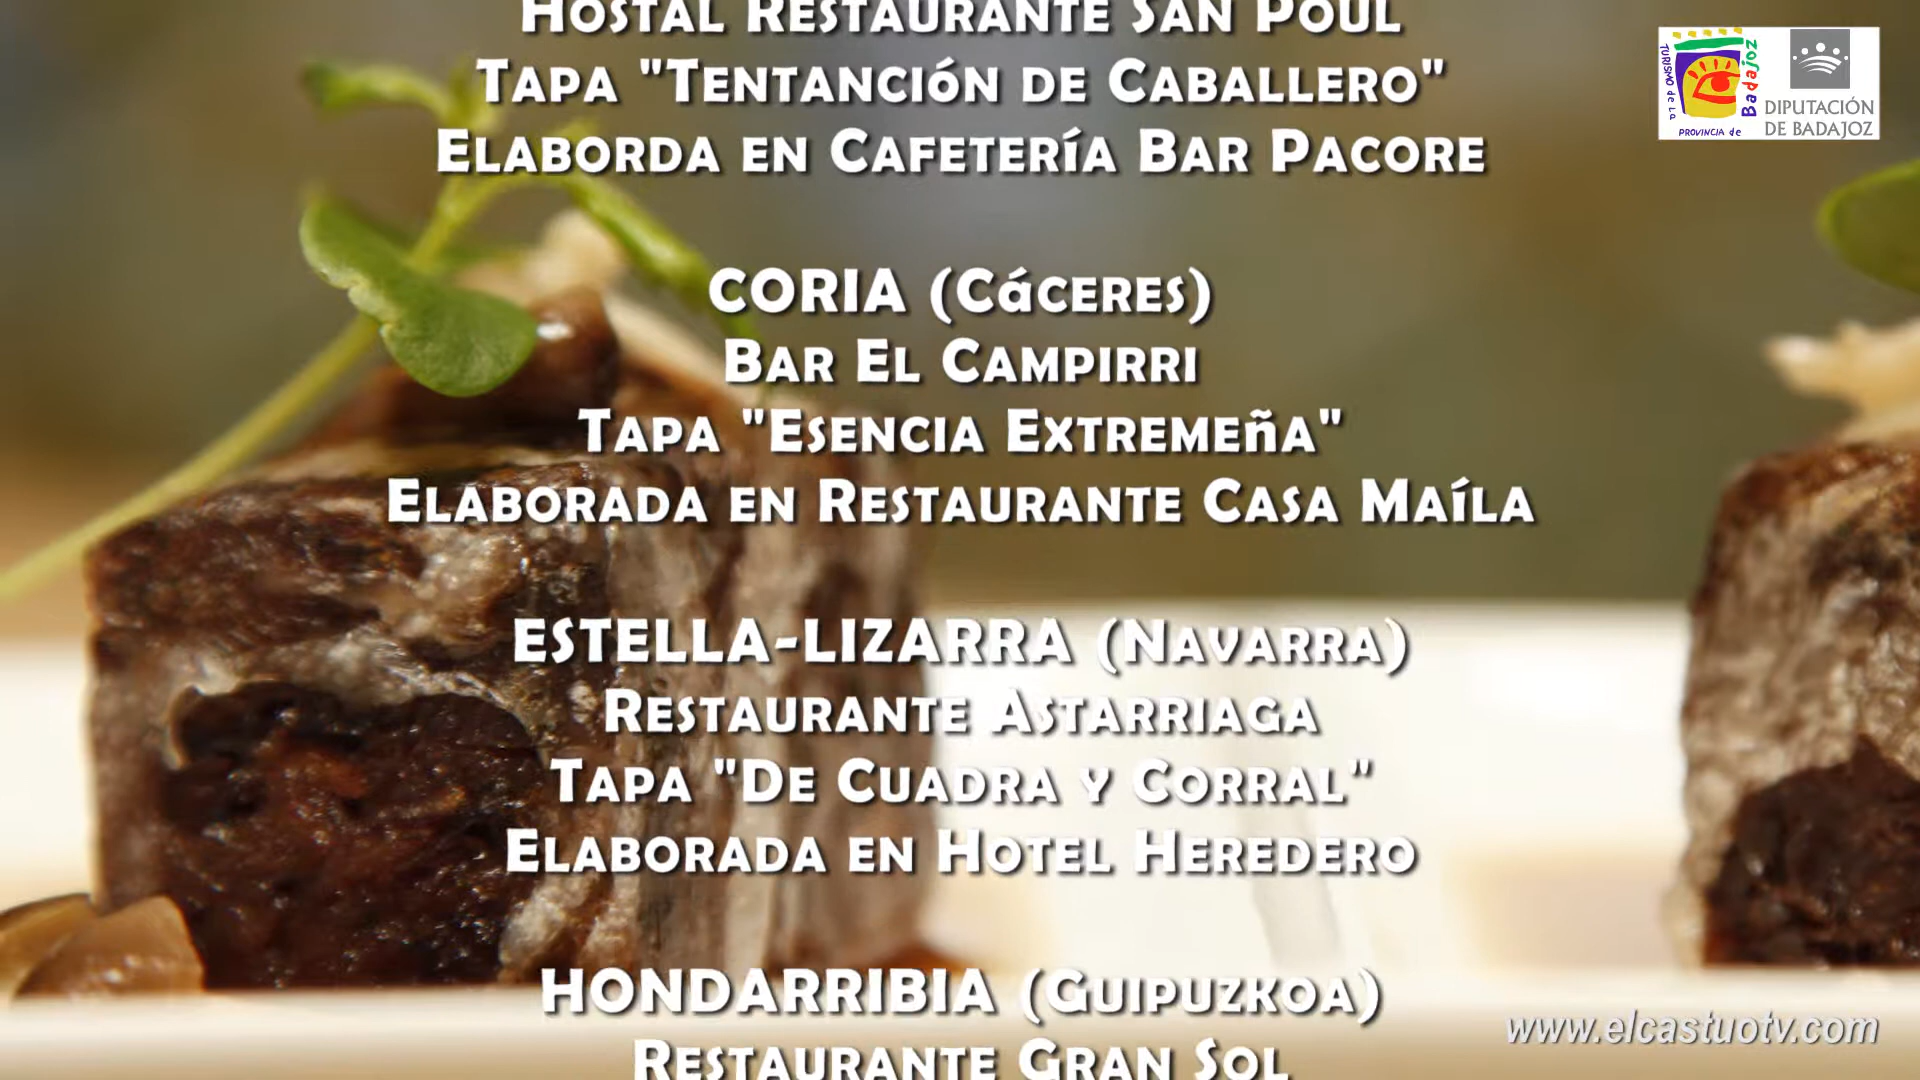 HOSTAL RESTAURANTE SAN POUL
TAPA "TENTANCIÓN DE CABALLERO"
ELABORDA EN CAFETERÍA BAR PACORE
CORIA (CÁCERES)
BAR EL CAMPIRRI
TAPA "ESENCIA EXTREMEÑA"
ELABORADA EN RESTAURANTE CASA MAÍLA
ESTELLA-LIZARRA (NAVARRA)
RESTAURANTE ASTARRIAGA
TAPA "DE CUADRA Y CORRAL"
ELABORADA EN HOTEL HEREDERO
HONDARRIBIA (GUIPUZKOA)
RESTAURANTE GRAN SOL
TURISMO de LA
PROVINCIA de
Badajoz
DIPUTACIÓN
DE BADAJOZ
www.elcastuotv.com